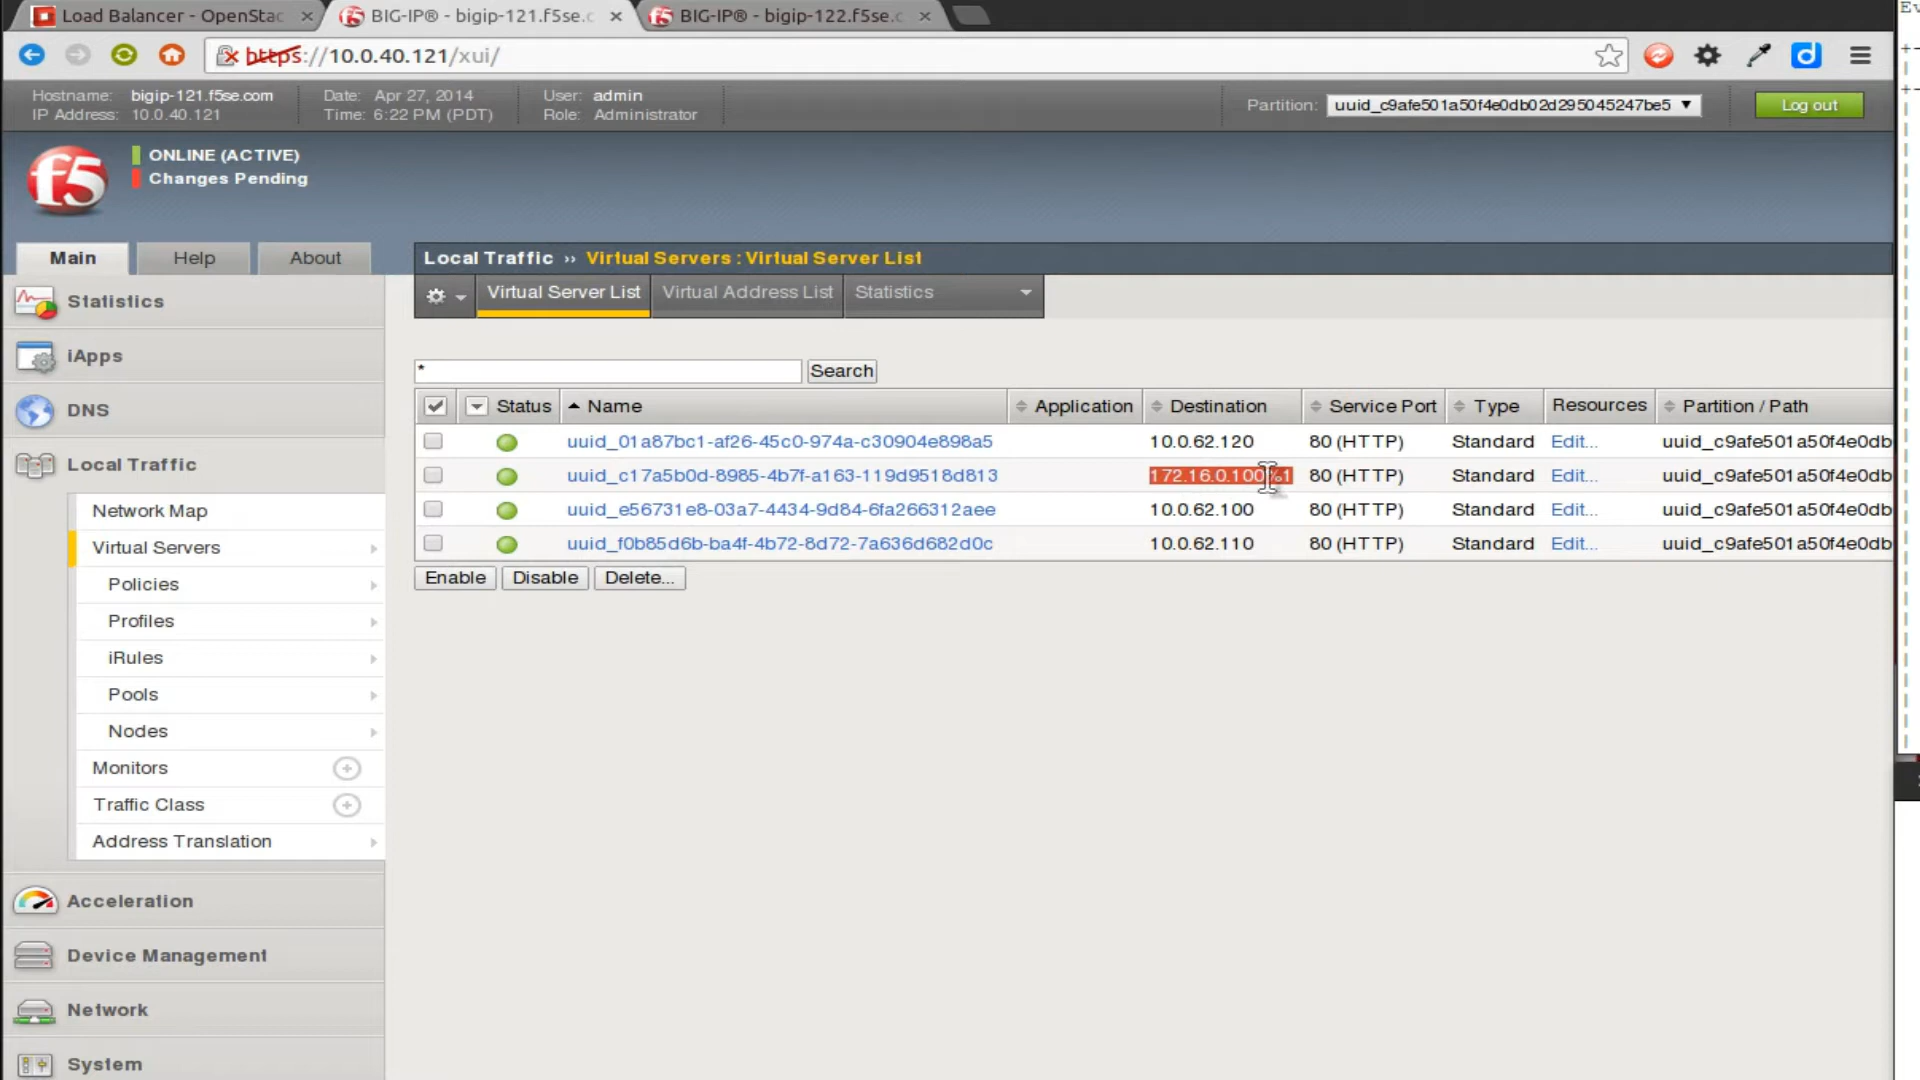 Load Balancer - OpenStac
BIG-IP® - bigip-121.f5se.c
BIG-IP® - bigip-122.f5se.c
https://10.0.40.121/xui/
Hostname: bigip-121.f5se.com
IP Address: 10.0.40.121
Date: Apr 27, 2014
Time: 6:22 PM (PDT)
User: admin
Role: Administrator
Partition: uuid_c9afe501a50f4e0db02d295045247be5
Log out
f5
ONLINE (ACTIVE)
Changes Pending
Main Help About
Local Traffic ›› Virtual Servers : Virtual Server List
Virtual Server List Virtual Address List Statistics
Statistics
iApps
DNS
Local Traffic
Network Map
Virtual Servers
Policies
Profiles
iRules
Pools
Nodes
Monitors
Traffic Class
Address Translation
Acceleration
Device Management
Network
System
* Search
Status Name Application Destination Service Port Type Resources Partition / Path
uuid_01a87bc1-af26-45c0-974a-c30904e898a5 10.0.62.120 80 (HTTP) Standard Edit... uuid_c9afe501a50f4e0db
uuid_c17a5b0d-8985-4b7f-a163-119d9518d813 172.16.0.100%1 80 (HTTP) Standard Edit... uuid_c9afe501a50f4e0db
uuid_e56731e8-03a7-4434-9d84-6fa266312aee 10.0.62.100 80 (HTTP) Standard Edit... uuid_c9afe501a50f4e0db
uuid_f0b85d6b-ba4f-4b72-8d72-7a636d682d0c 10.0.62.110 80 (HTTP) Standard Edit... uuid_c9afe501a50f4e0db
Enable Disable Delete...